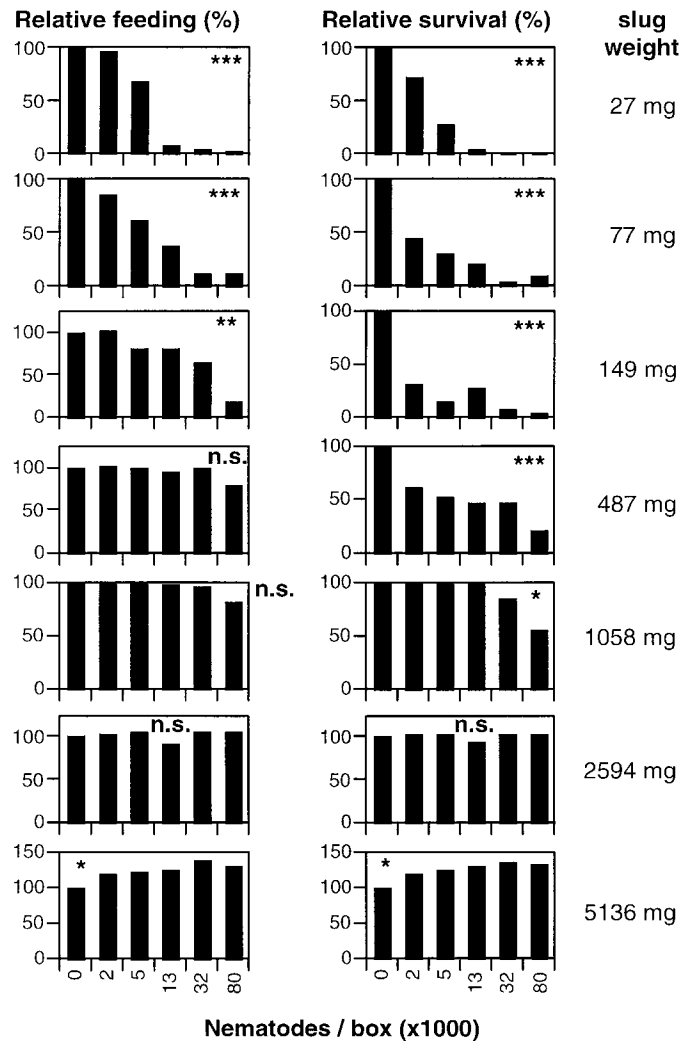 Relative feeding (%) Relative survival (%) slug
weight
100 *** 100 ***
50 50 27 mg
0 0
100 *** 100 ***
50 50 77 mg
0 0
100 ** 100 ***
50 50 149 mg
0 0
100 n.s. 100 ***
50 50 487 mg
0 0
100 n.s. 100 *
50 50 1058 mg
0 0
n.s. n.s.
100 100
50 50 2594 mg
0 0
150 * 150 *
100 100
50 50 5136 mg
0 0
0 2 5 13 32 80 0 2 5 13 32 80
Nematodes / box (x1000)